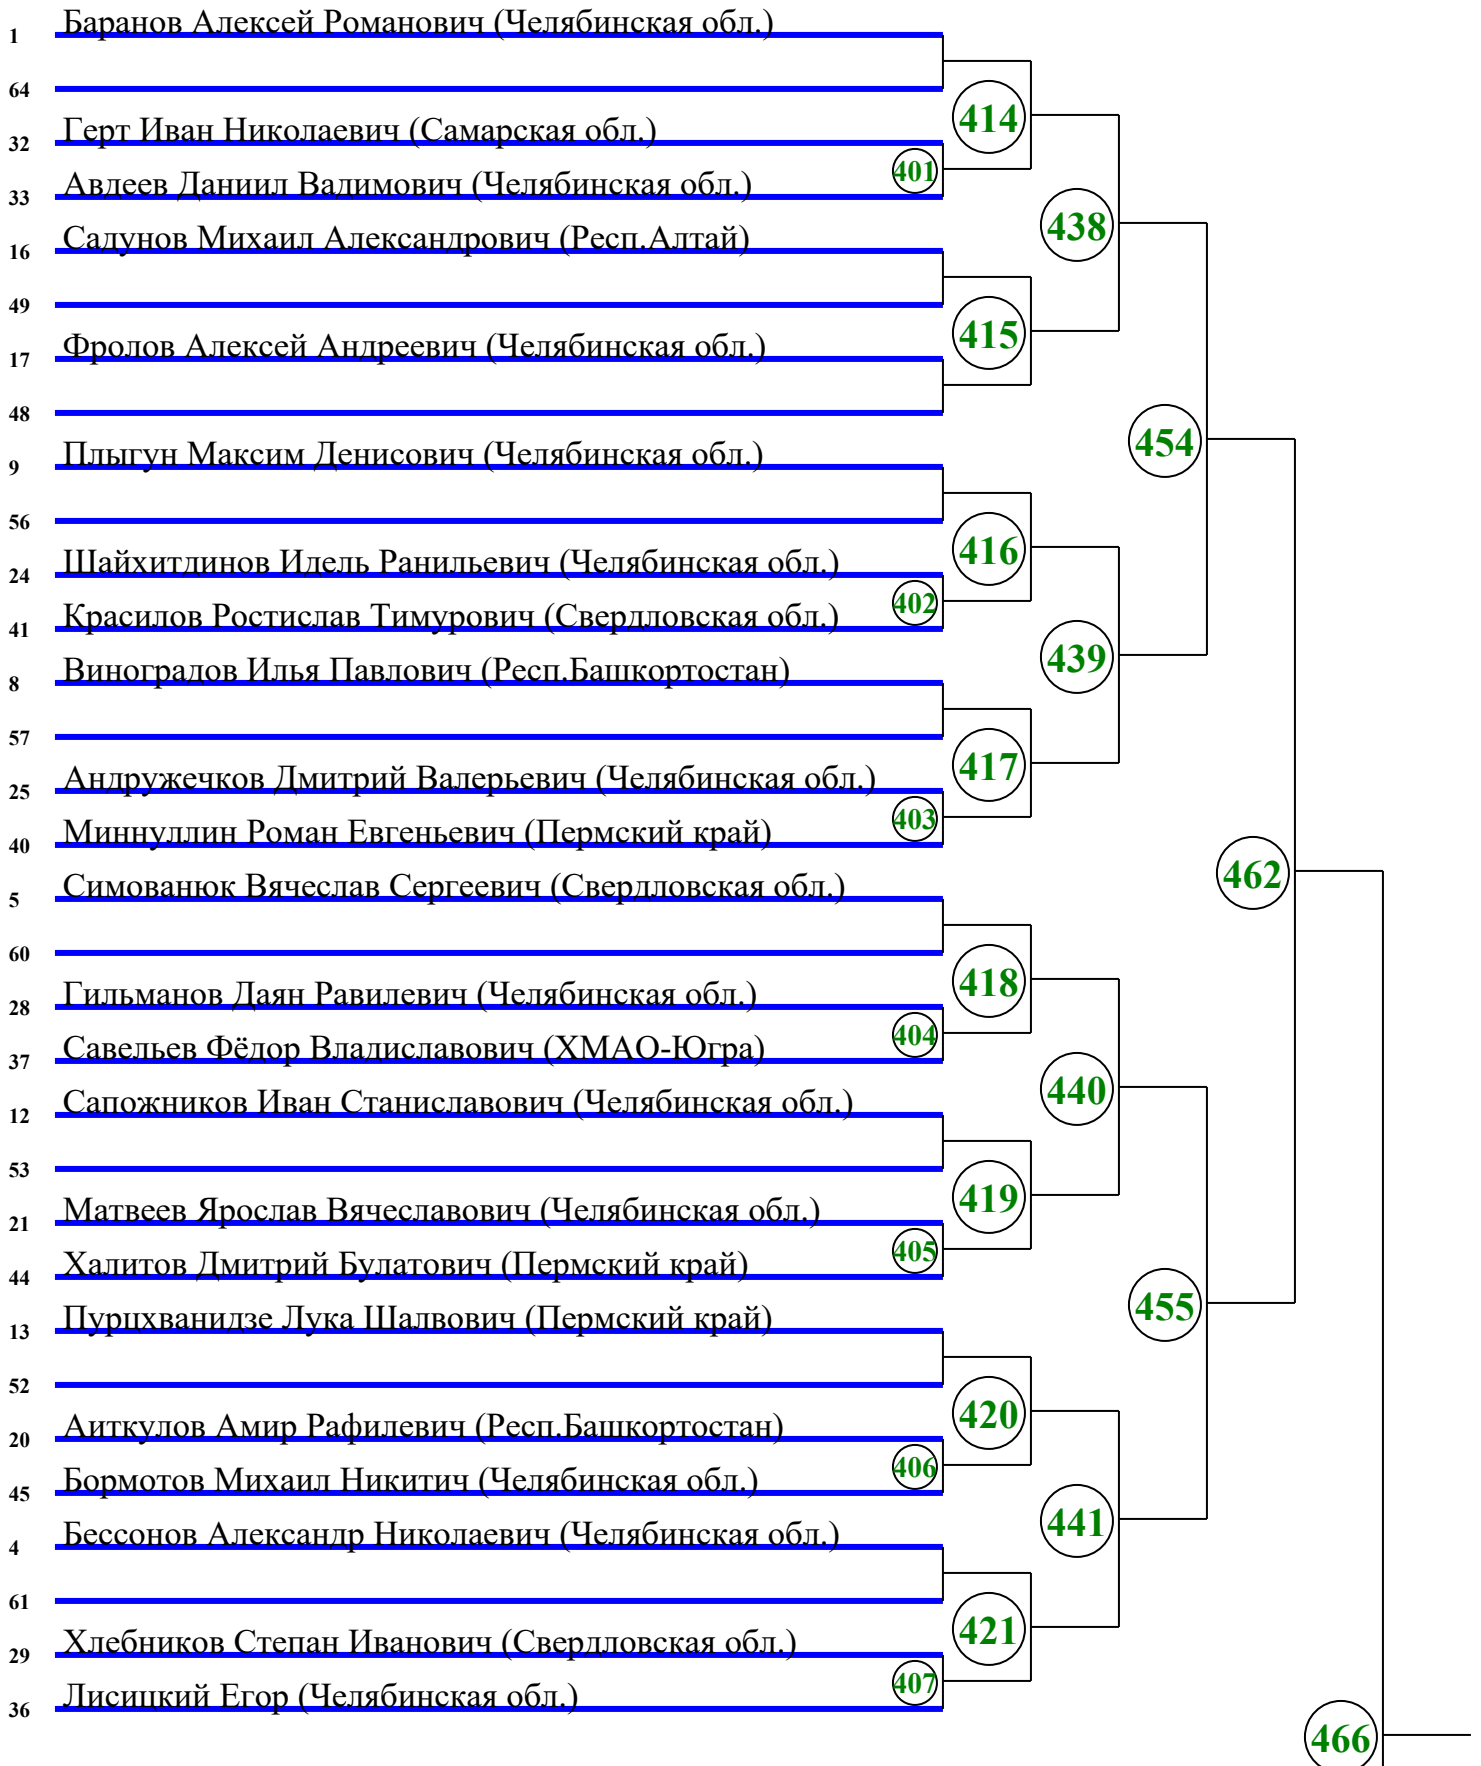 1 Баранов Алексей Романович (Челябинская обл.)
64
414
32 Герт Иван Николаевич (Самарская обл.)
401
33 Авдеев Даниил Вадимович (Челябинская обл.)
438
16 Садунов Михаил Александрович (Респ.Алтай)
49
415
17 Фролов Алексей Андреевич (Челябинская обл.)
48
454
9 Плыгун Максим Денисович (Челябинская обл.)
56
416
24 Шайхитдинов Идель Ранильевич (Челябинская обл.)
402
41 Красилов Ростислав Тимурович (Свердловская обл.)
439
8 Виноградов Илья Павлович (Респ.Башкортостан)
57
417
25 Андружечков Дмитрий Валерьевич (Челябинская обл.)
403
40 Миннуллин Роман Евгеньевич (Пермский край)
462
5 Симованюк Вячеслав Сергеевич (Свердловская обл.)
60
418
28 Гильманов Даян Равилевич (Челябинская обл.)
404
37 Савельев Фёдор Владиславович (ХМАО-Югра)
440
12 Сапожников Иван Станиславович (Челябинская обл.)
53
419
21 Матвеев Ярослав Вячеславович (Челябинская обл.)
405
44 Халитов Дмитрий Булатович (Пермский край)
455
13 Пурцхванидзе Лука Шалвович (Пермский край)
52
420
20 Аиткулов Амир Рафилевич (Респ.Башкортостан)
406
45 Бормотов Михаил Никитич (Челябинская обл.)
441
4 Бессонов Александр Николаевич (Челябинская обл.)
61
421
29 Хлебников Степан Иванович (Свердловская обл.)
407
36 Лисицкий Егор (Челябинская обл.)
466